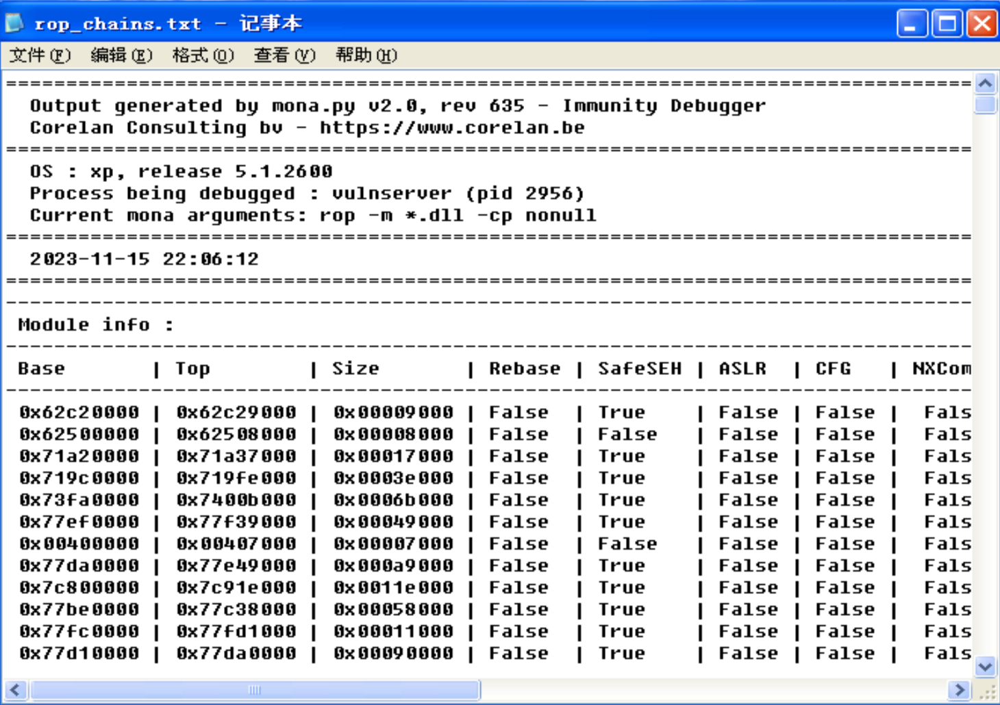 rop_chains.txt - 记事本
文件(F) 编辑(E) 格式(O) 查看(V) 帮助(H)
================================================================================
Output generated by mona.py v2.0, rev 635 - Immunity Debugger
Corelan Consulting bv - https://www.corelan.be
================================================================================
OS : xp, release 5.1.2600
Process being debugged : vulnserver (pid 2956)
Current mona arguments: rop -m *.dll -cp nonull
================================================================================
2023-11-15 22:06:12
================================================================================
--------------------------------------------------------------------------------
Module info :
--------------------------------------------------------------------------------
Base | Top | Size | Rebase | SafeSEH | ASLR | CFG | NXCom
--------------------------------------------------------------------------------
0x62c20000 | 0x62c29000 | 0x00009000 | False | True | False | False | Fals
0x62500000 | 0x62508000 | 0x00008000 | False | False | False | False | Fals
0x71a20000 | 0x71a37000 | 0x00017000 | False | True | False | False | Fals
0x719c0000 | 0x719fe000 | 0x0003e000 | False | True | False | False | Fals
0x73fa0000 | 0x7400b000 | 0x0006b000 | False | True | False | False | Fals
0x77ef0000 | 0x77f39000 | 0x00049000 | False | True | False | False | Fals
0x00400000 | 0x00407000 | 0x00007000 | False | False | False | False | Fals
0x77da0000 | 0x77e49000 | 0x000a9000 | False | True | False | False | Fals
0x7c800000 | 0x7c91e000 | 0x0011e000 | False | True | False | False | Fals
0x77be0000 | 0x77c38000 | 0x00058000 | False | True | False | False | Fals
0x77fc0000 | 0x77fd1000 | 0x00011000 | False | True | False | False | Fals
0x77d10000 | 0x77da0000 | 0x00090000 | False | True | False | False | Fals